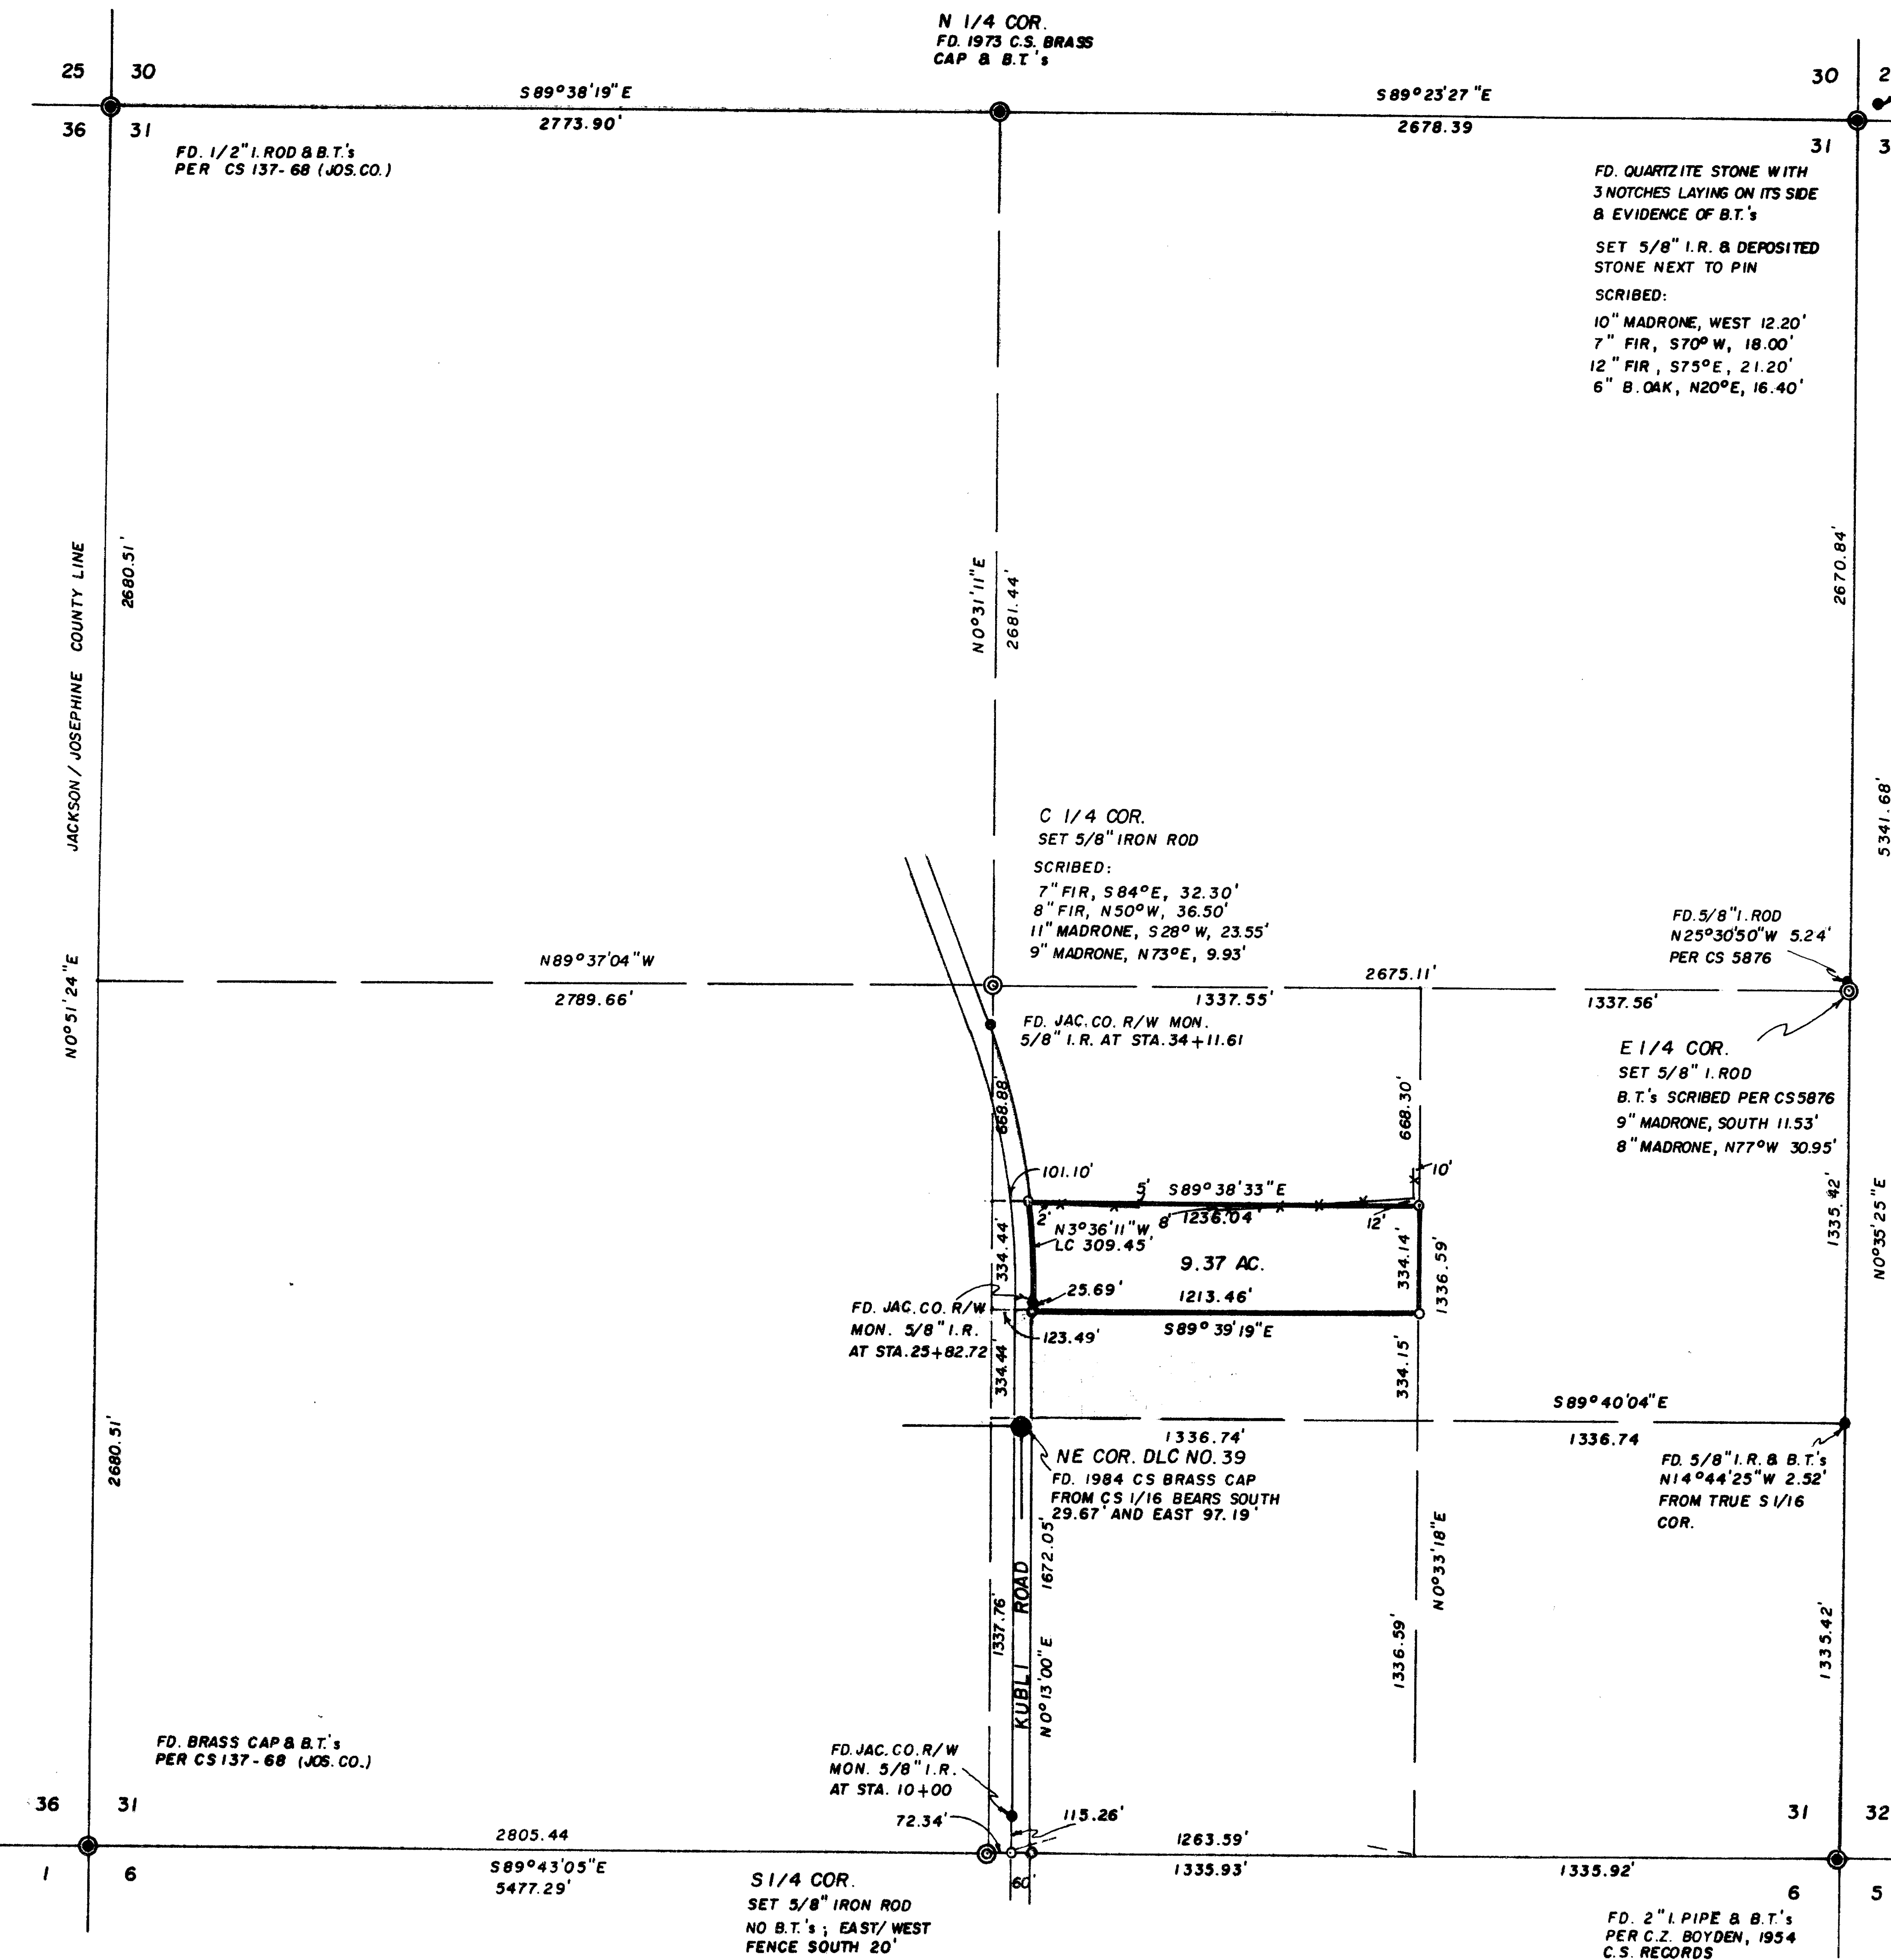 N 1/4 COR.
FD. 1973 C.S. BRASS
CAP & B.T.'s
25 30
30 2
S89°38'19"E
S89°23'27"E
2773.90'
2678.39
36 31
31 3
FD. 1/2" I. ROD & B.T.'s
PER CS 137-68 (JOS.CO.)
FD. QUARTZITE STONE WITH
3 NOTCHES LAYING ON ITS SIDE
& EVIDENCE OF B.T.'s
SET 5/8" I.R. & DEPOSITED
STONE NEXT TO PIN
SCRIBED:
10" MADRONE, WEST 12.20'
7" FIR, S70°W, 18.00'
12" FIR, S75°E, 21.20'
6" B.OAK, N20°E, 16.40'
JACKSON/JOSEPHINE COUNTY LINE
2680.51'
N0°31'11"E
2681.44'
2670.84'
5341.68'
C 1/4 COR.
SET 5/8" IRON ROD
SCRIBED:
7" FIR, S84°E, 32.30'
8" FIR, N50°W, 36.50'
11" MADRONE, S28°W, 23.55'
9" MADRONE, N73°E, 9.93'
FD. 5/8" I. ROD
N25°30'50"W 5.24'
PER CS 5876
N0°51'24"E
N89°37'04"W
2789.66'
2675.11'
1337.55'
1337.56'
FD. JAC. CO. R/W MON.
5/8" I.R. AT STA. 34+11.61
E 1/4 COR.
SET 5/8" I. ROD
B.T.'s SCRIBED PER CS5876
9" MADRONE, SOUTH 11.53'
8" MADRONE, N77°W 30.95'
668.88'
668.30'
101.10'
10'
5'
S89°38'33"E
2'
8'
1236.04
12'
N3°36'11"W
LC 309.45'
334.44'
9.37 AC.
334.14'
1336.59'
1335.42'
N0°35'25"E
25.69'
1213.46'
S89°39'19"E
FD. JAC. CO. R/W
MON. 5/8" I.R.
AT STA. 25+82.72
123.49'
334.44'
334.15'
S89°40'04"E
1336.74'
1336.74
NE COR. DLC NO. 39
FD. 1984 CS BRASS CAP
FROM CS 1/16 BEARS SOUTH
29.67' AND EAST 97.19'
FD. 5/8" I.R. & B.T.'s
N14°44'25"W 2.52'
FROM TRUE S 1/16
COR.
2680.51'
1337.76'
KUBLI ROAD
N0°13'00"E 1672.05'
N0°33'18"E
1336.59'
1335.42'
FD. BRASS CAP & B.T.'s
PER CS 137-68 (JOS. CO.)
FD. JAC. CO. R/W
MON. 5/8" I.R.
AT STA. 10+00
36 31
31 32
72.34'
115.26'
2805.44
1263.59'
S89°43'05"E
1335.93'
1335.92'
5477.29'
1 6
6 5
60'
S 1/4 COR.
SET 5/8" IRON ROD
NO B.T.'s; EAST/WEST
FENCE SOUTH 20'
FD. 2" I. PIPE & B.T.'s
PER C.Z. BOYDEN, 1954
C.S. RECORDS